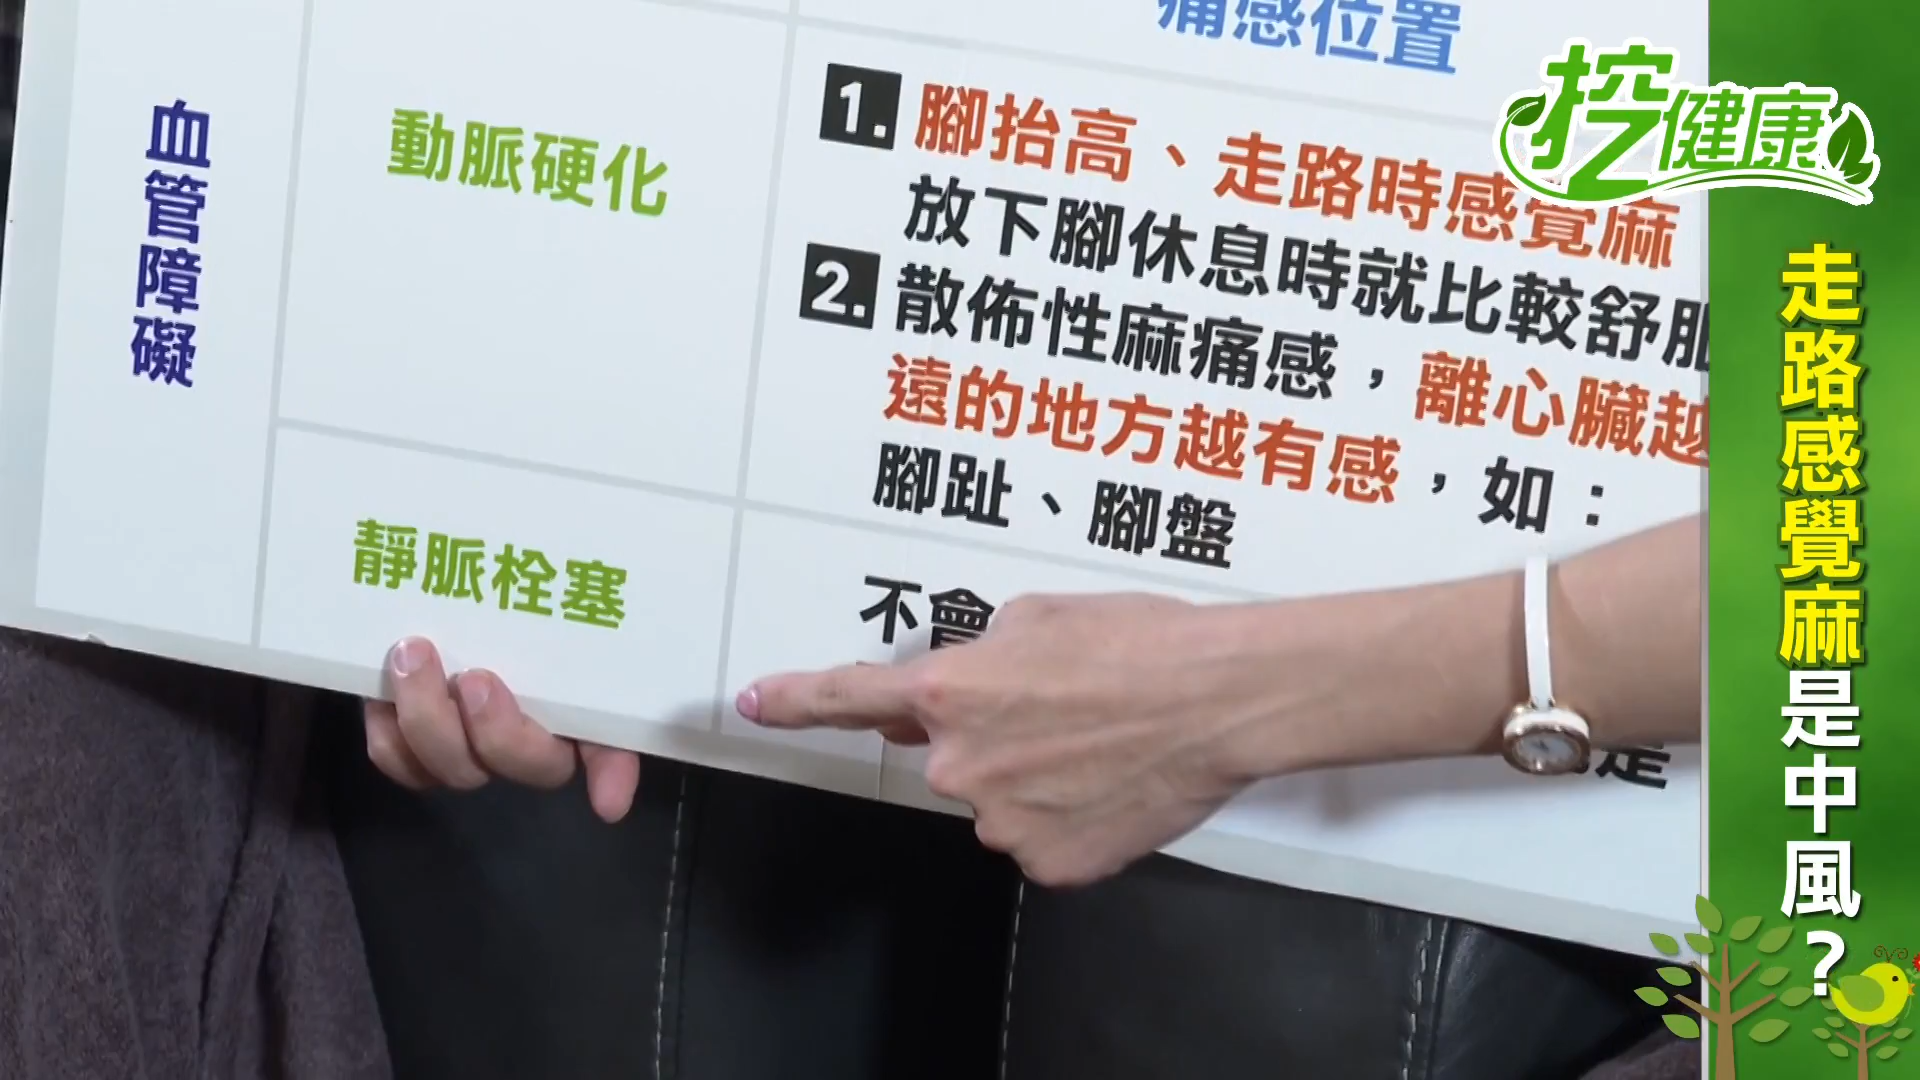 痛感位置
血管障礙
動脈硬化
1. 腳抬高、走路時感覺麻
放下腳休息時就比較舒服
2. 散佈性麻痛感，離心臟越
遠的地方越有感，如：
腳趾、腳盤
靜脈栓塞
不會
是
挖健康
走路感覺麻是中風？